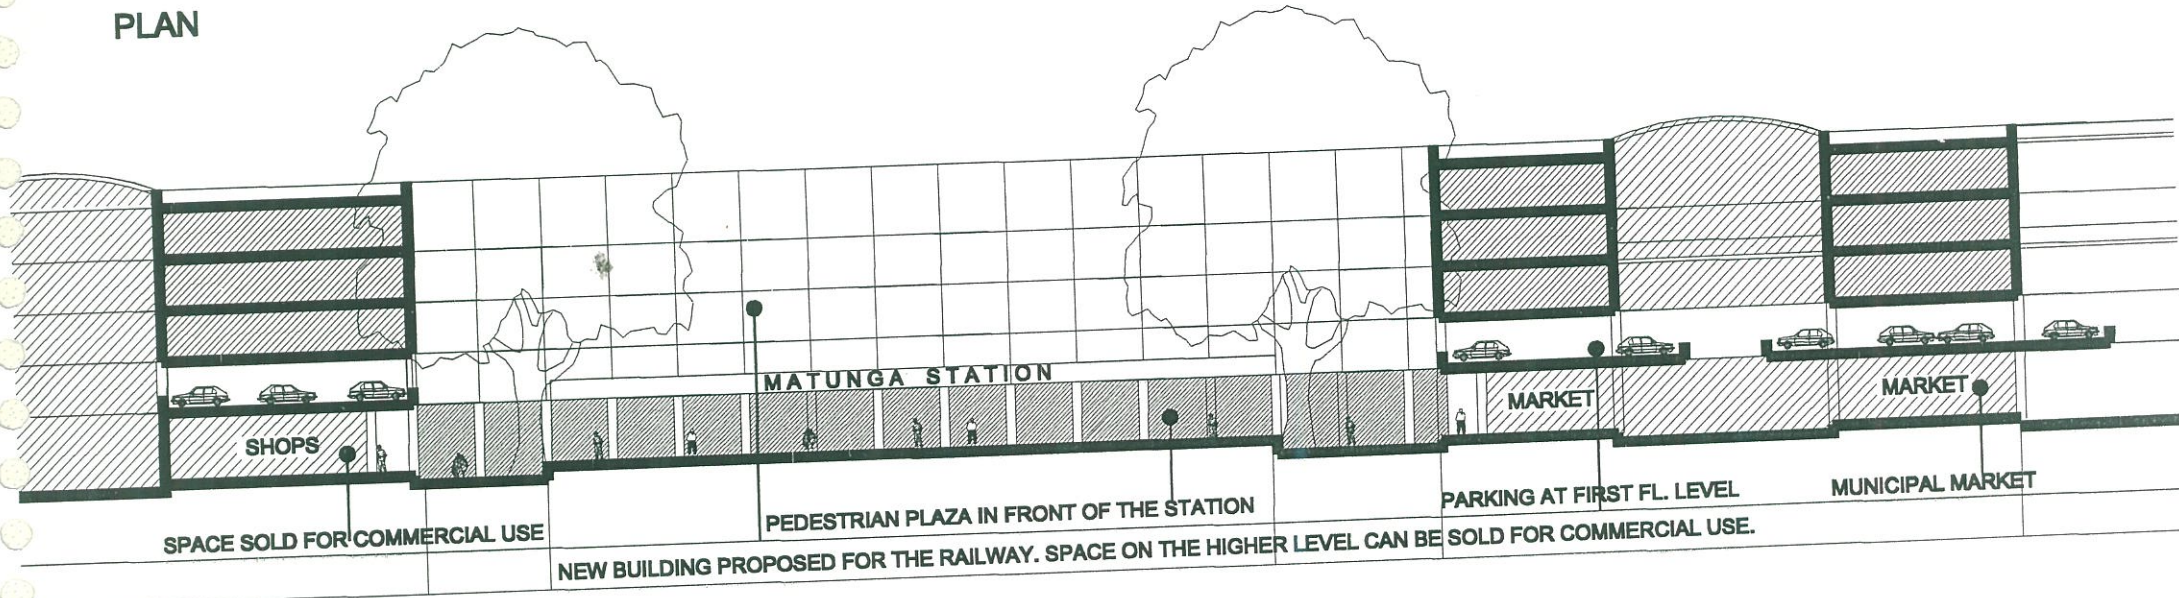 PLAN
MATUNGA STATION
SHOPS
MARKET
MARKET
SPACE SOLD FOR COMMERCIAL USE
PEDESTRIAN PLAZA IN FRONT OF THE STATION
PARKING AT FIRST FL. LEVEL
MUNICIPAL MARKET
NEW BUILDING PROPOSED FOR THE RAILWAY. SPACE ON THE HIGHER LEVEL CAN BE SOLD FOR COMMERCIAL USE.